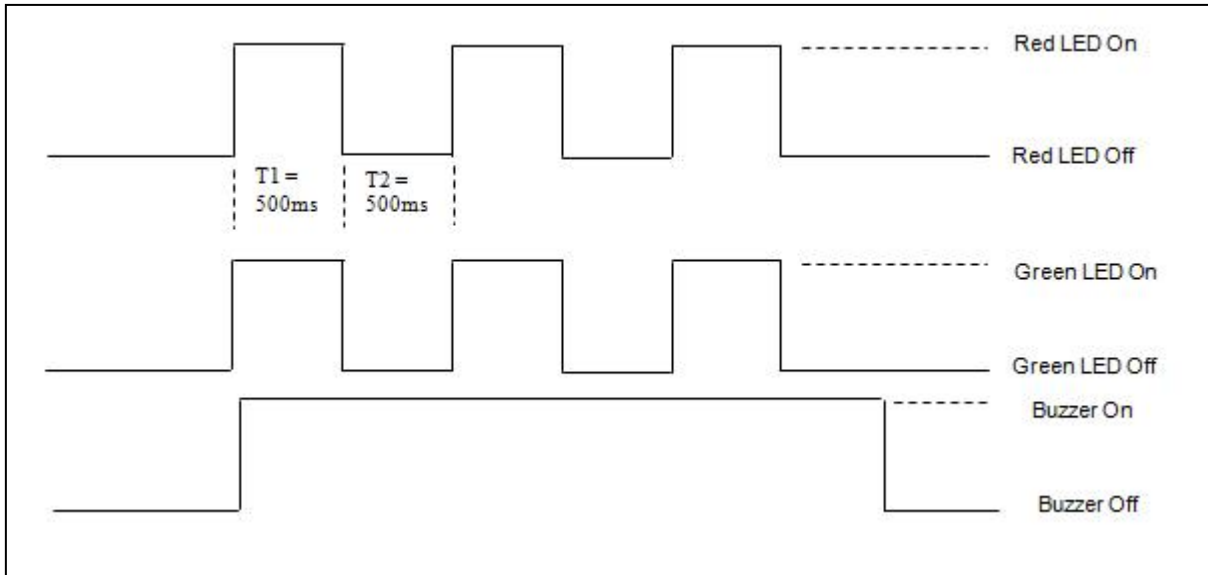 Red LED On
Red LED Off
T1 =
500ms
T2 =
500ms
Green LED On
Green LED Off
Buzzer On
Buzzer Off